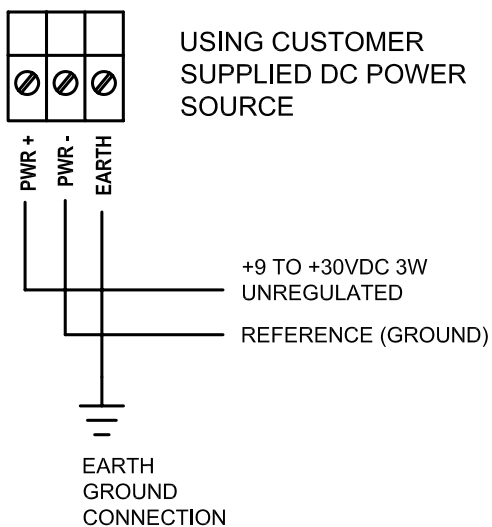 USING CUSTOMER
SUPPLIED DC POWER
SOURCE
PWR +
PWR -
EARTH
+9 TO +30VDC 3W
UNREGULATED
REFERENCE (GROUND)
EARTH
GROUND
CONNECTION